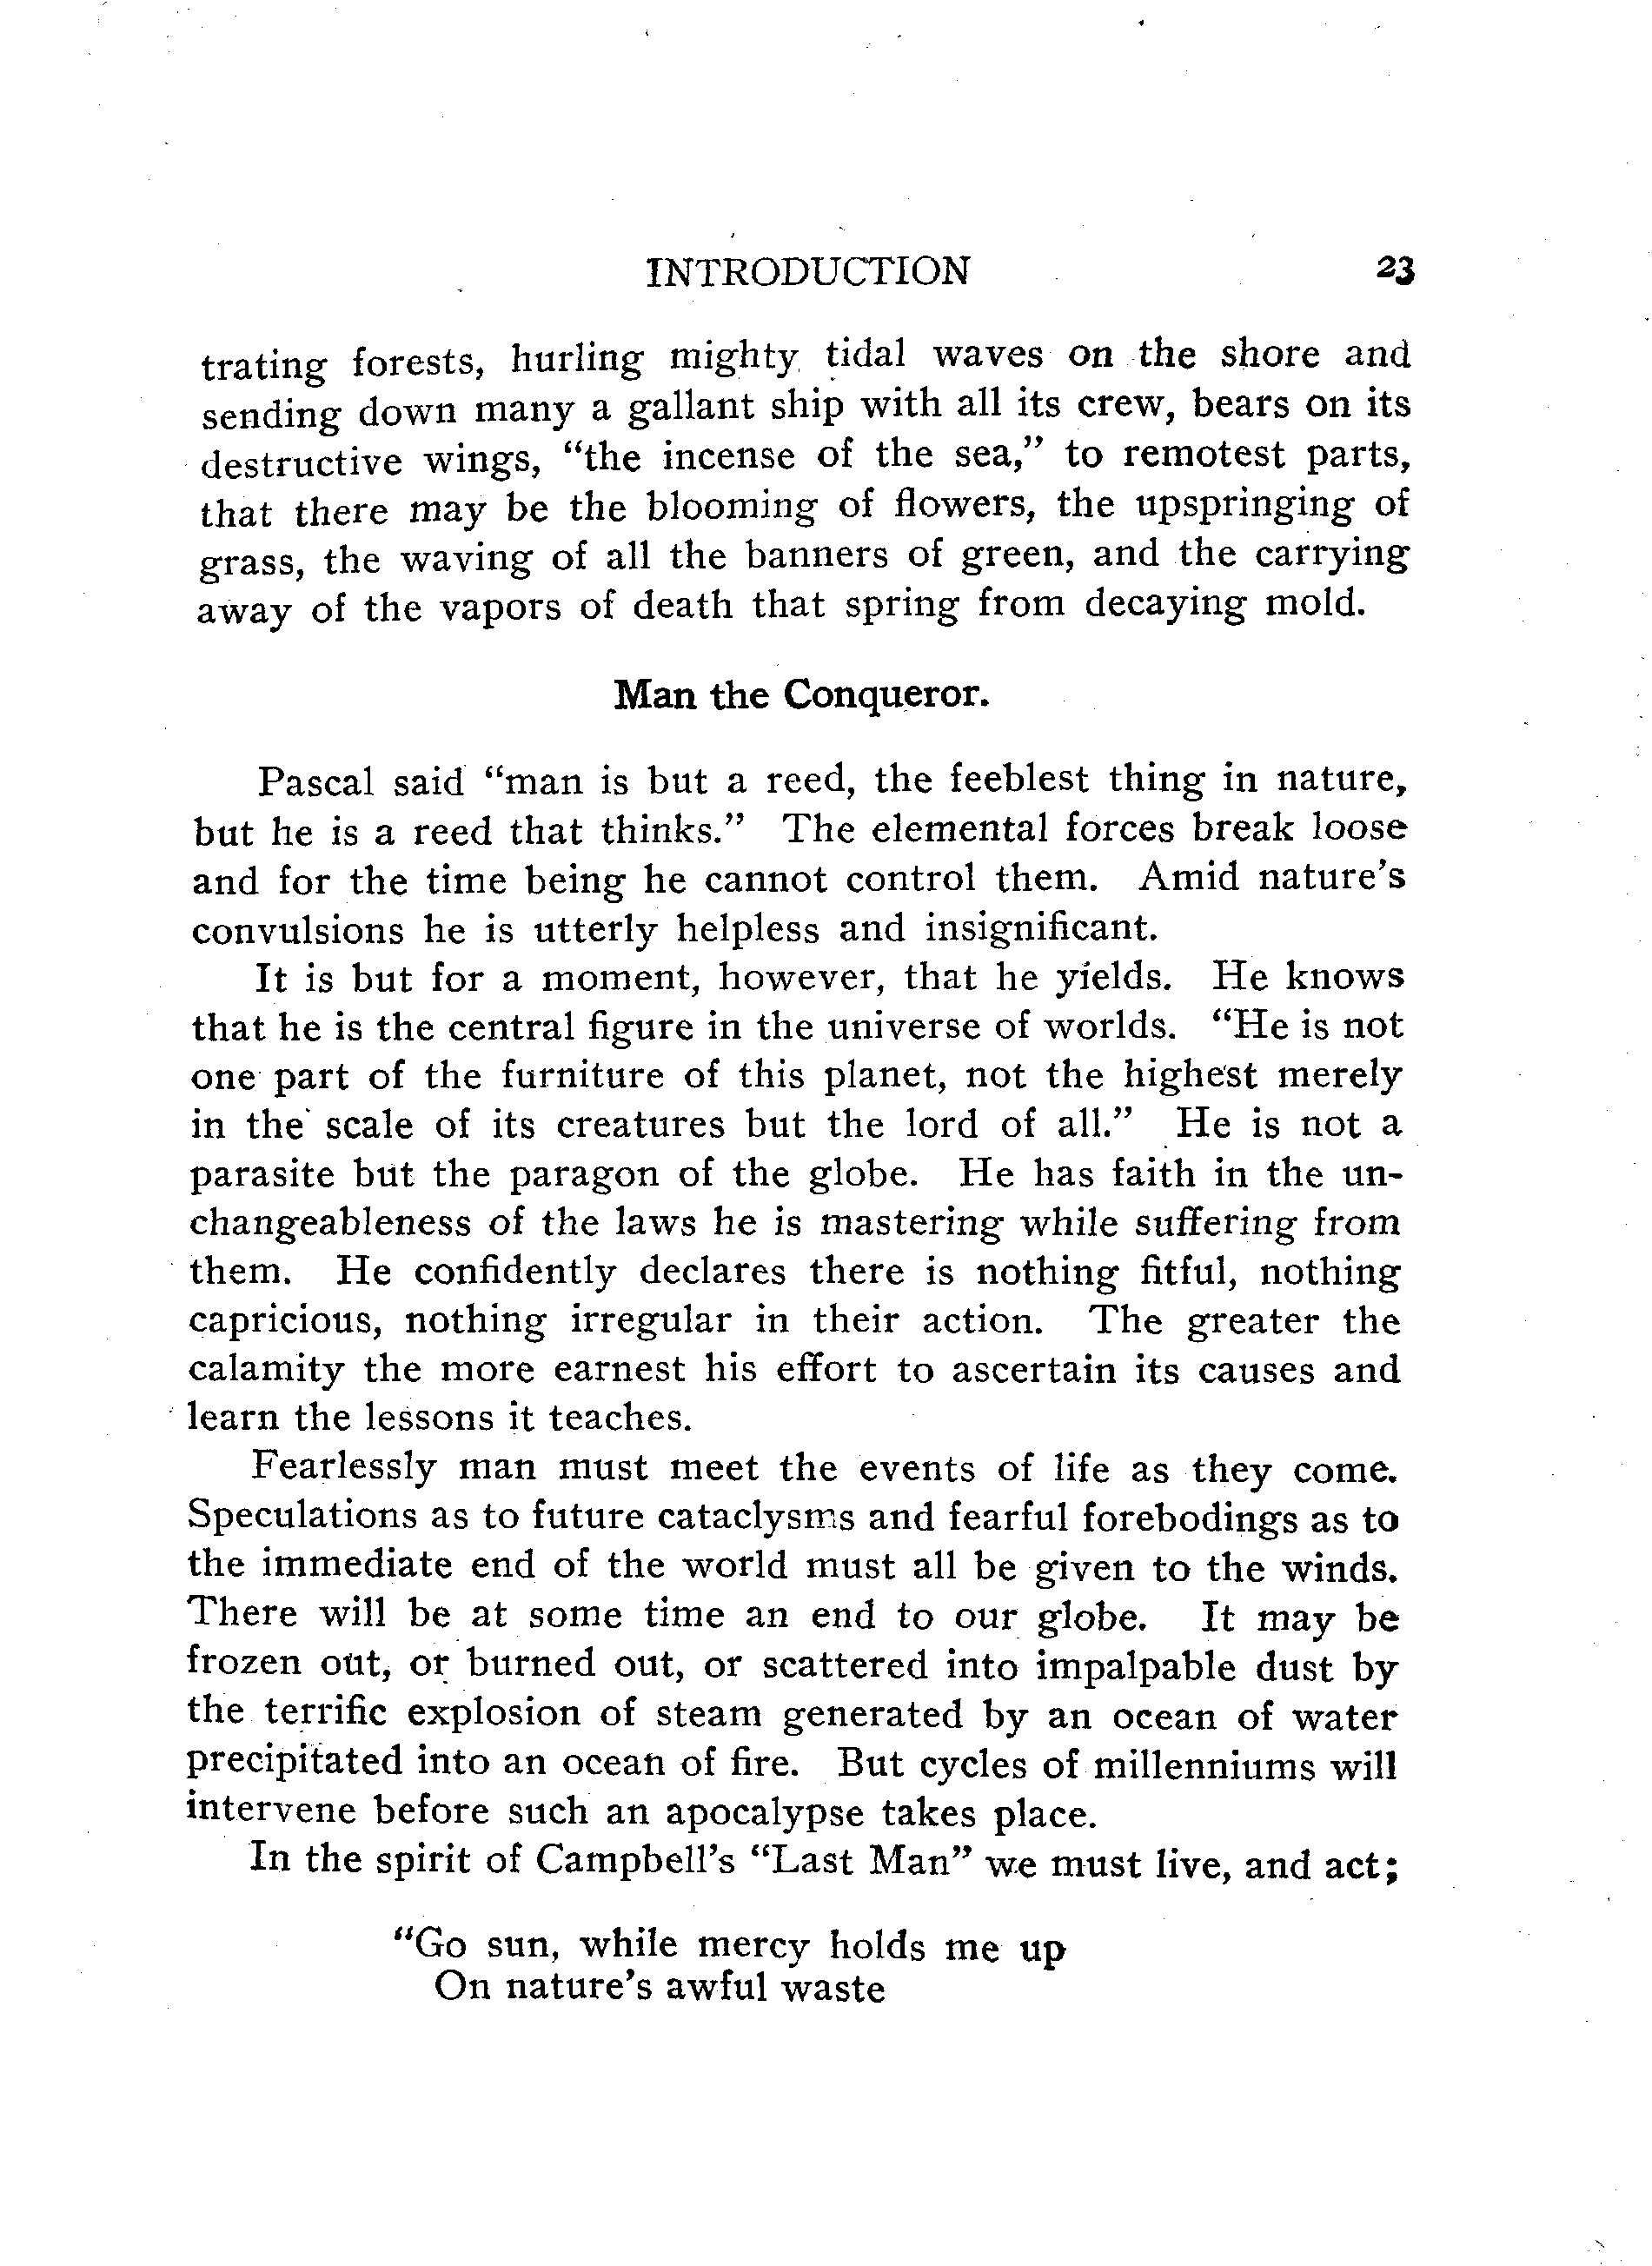 INTRODUCTION 23
trating forests, hurling mighty tidal waves on the shore and
sending down many a gallant ship with all its crew, bears on its
destructive wings, “the incense of the sea,” to remotest parts,
that there may be the blooming of flowers, the upspringing of
grass, the waving of all the banners of green, and the carrying
away of the vapors of death that spring from decaying mold.
Man the Conqueror.
Pascal said “man is but a reed, the feeblest thing in nature,
but he is a reed that thinks.” The elemental forces break loose
and for the time being he cannot control them. Amid nature’s
convulsions he is utterly helpless and insignificant.
It is but for a moment, however, that he yields. He knows
that he is the central figure in the universe of worlds. “He is not
one part of the furniture of this planet, not the highest merely
in the scale of its creatures but the lord of all.” He is not a
parasite but the paragon of the globe. He has faith in the un-
changeableness of the laws he is mastering while suffering from
them. He confidently declares there is nothing fitful, nothing
capricious, nothing irregular in their action. The greater the
calamity the more earnest his effort to ascertain its causes and
learn the lessons it teaches.
Fearlessly man must meet the events of life as they come.
Speculations as to future cataclysms and fearful forebodings as to
the immediate end of the world must all be given to the winds.
There will be at some time an end to our globe. It may be
frozen out, or burned out, or scattered into impalpable dust by
the terrific explosion of steam generated by an ocean of water
precipitated into an ocean of fire. But cycles of millenniums will
intervene before such an apocalypse takes place.
In the spirit of Campbell’s “Last Man” we must live, and act;
“Go sun, while mercy holds me up
On nature’s awful waste